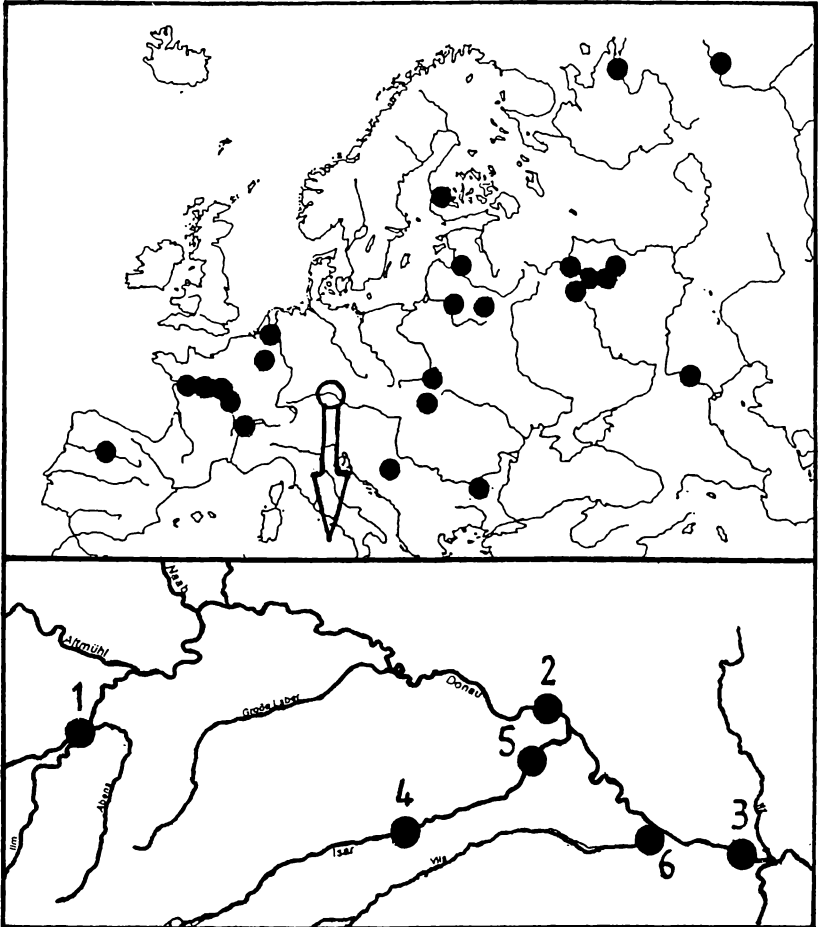 Naab
Altmühl
1
Große Laber
Donau
2
5
Abens
Ilm
4
Isar
Vils
6
3